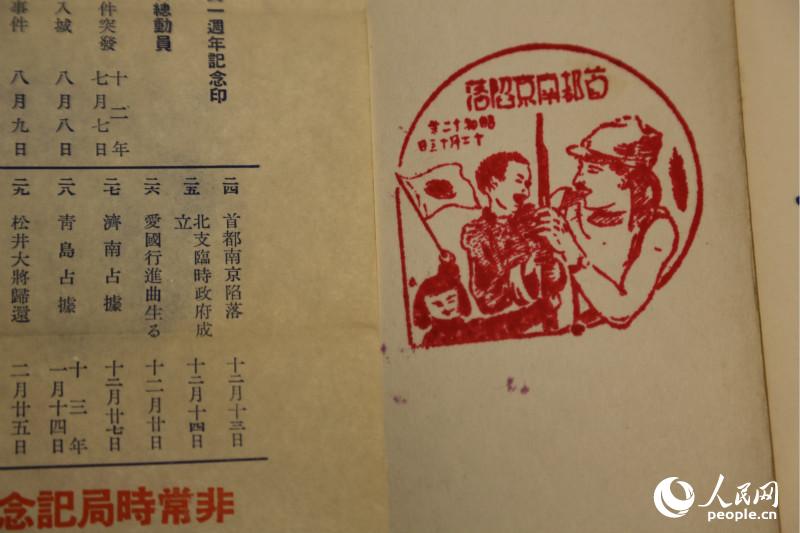 一週年記念印
總動員
件突發 十二年
七月七日
入城 八月八日
事件 八月九日
二四 首都南京陷落 十二月十三日
二五 北支臨時政府成
立 十二月十四日
二六 愛國行進曲生る 十二月廿日
二七 濟南占據 十二月廿七日
二八 靑島占據 十三年
一月十四日
二九 松井大將歸還 二月廿五日
非常時局記念
首都南京陷落
昭和十二年
十二月十三日
人民网
people.cn